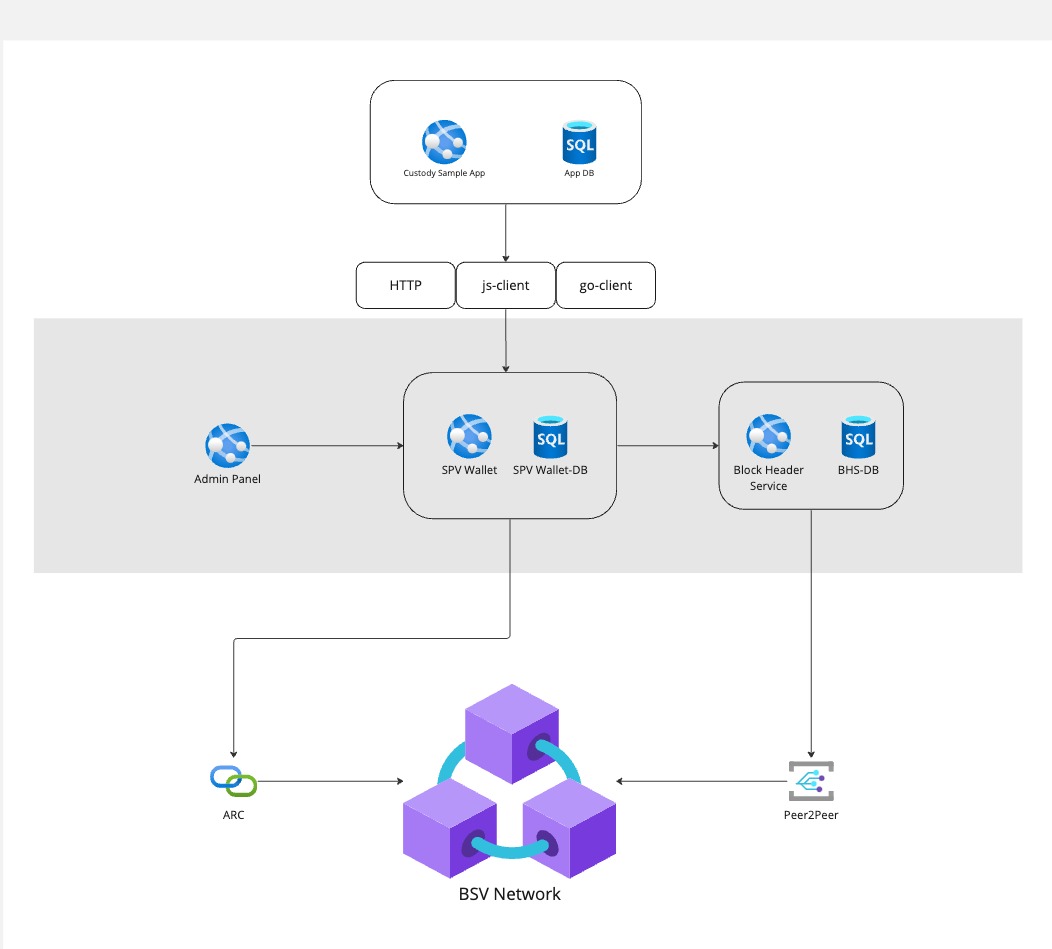 SQL
Custody Sample App
App DB
HTTP
js-client
go-client
SQL
SQL
SPV Wallet
SPV Wallet-DB
Block Header
Service
BHS-DB
Admin Panel
ARC
Peer2Peer
BSV Network